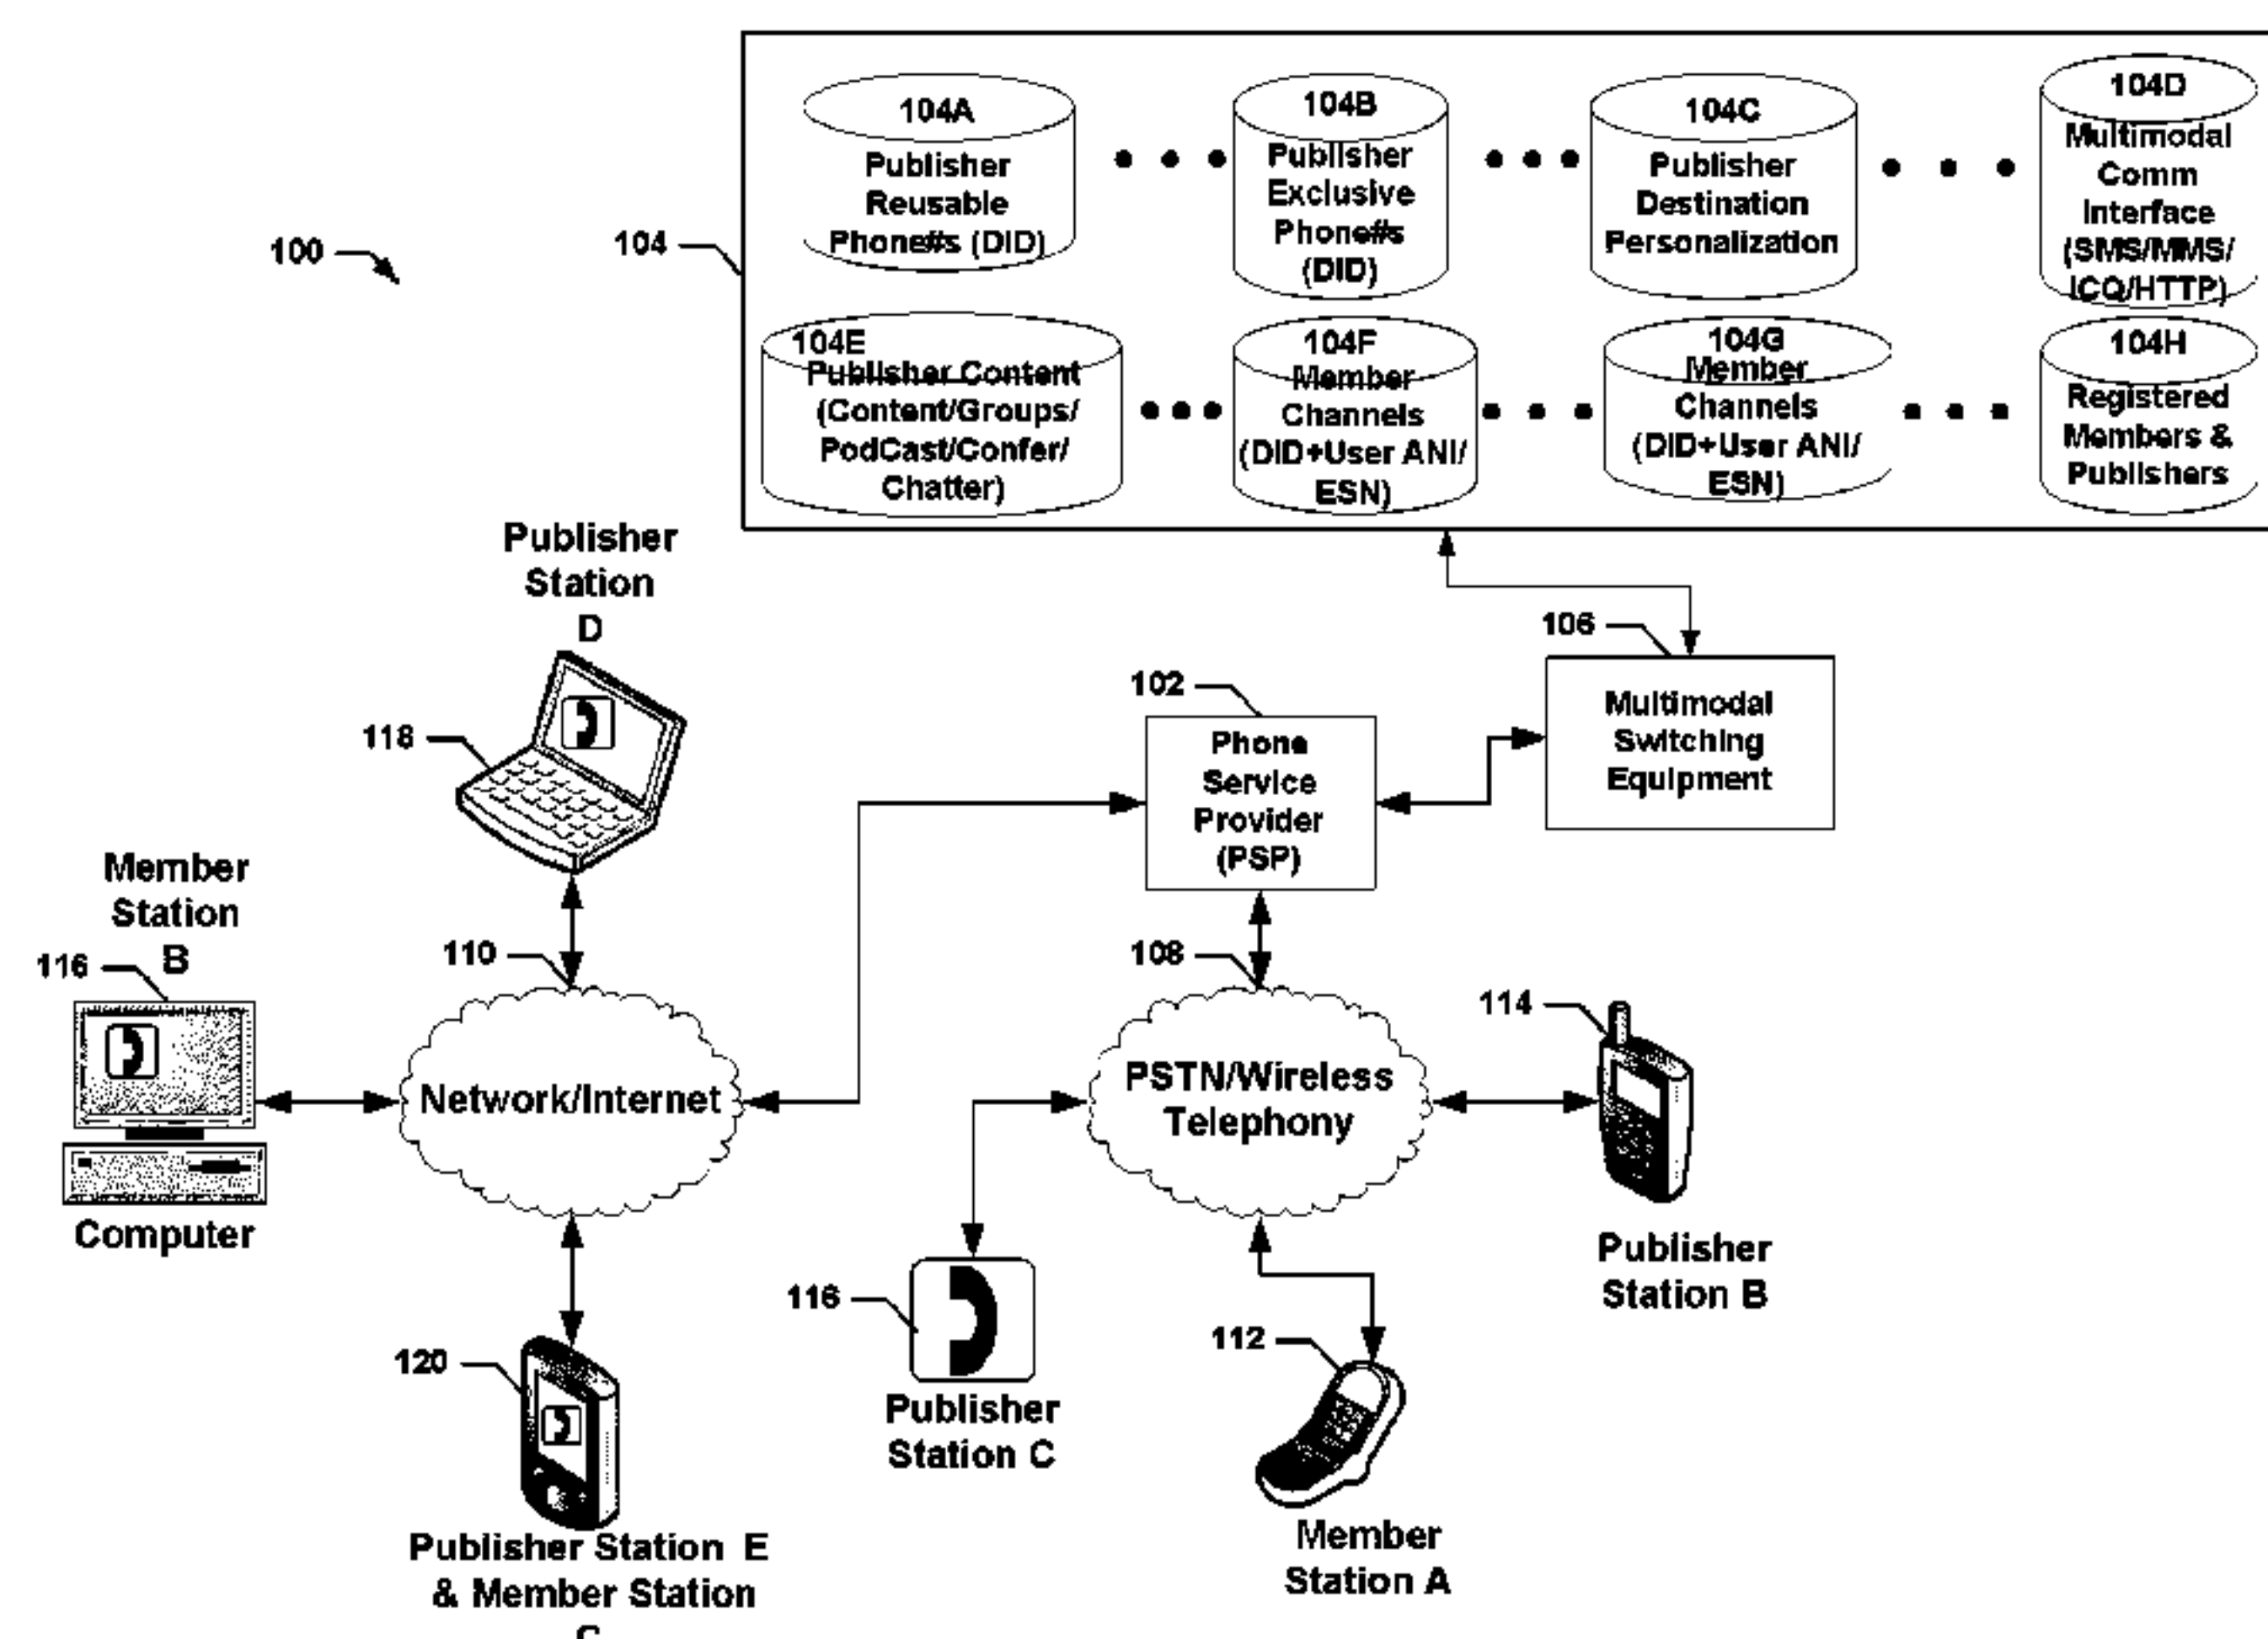 104A
Publisher
Reusable
Phone#s (DID)
104B
Publisher
Exclusive
Phone#s
(DID)
104C
Publisher
Destination
Personalization
104D
Multimodal
Comm
Interface
(SMS/MMS/
ICQ/HTTP)
100
104
104E
Publisher Content
(Content/Groups/
PodCast/Confer/
Chatter)
104F
Member
Channels
(DID+User ANI/
ESN)
104G
Member
Channels
(DID+User ANI/
ESN)
104H
Registered
Members &
Publishers
Publisher
Station
D
118
106
Multimodal
Switching
Equipment
102
Phone
Service
Provider
(PSP)
Member
Station
B
116
Computer
110
Network/Internet
108
PSTN/Wireless
Telephony
114
Publisher
Station B
116
Publisher
Station C
112
Member
Station A
120
Publisher Station E
& Member Station
C